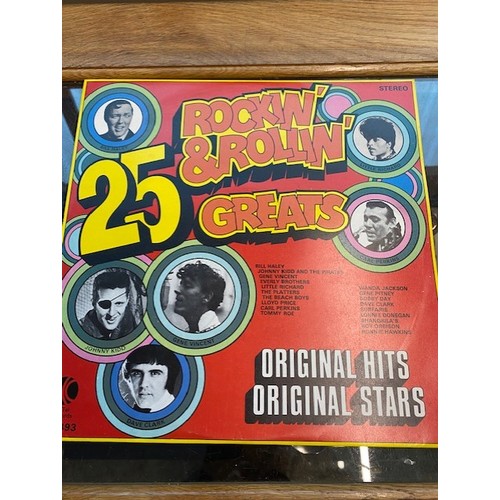 STEREO
ROCKIN'
& ROLLIN'
25
GREATS
BILL HALEY
JOHNNY KIDD AND THE PIRATES
GENE VINCENT
EVERLY BROTHERS
LITTLE RICHARD
THE PLATTERS
THE BEACH BOYS
LLOYD PRICE
CARL PERKINS
TOMMY ROE
WANDA JACKSON
GENE PITNEY
BOBBY DAY
DAVE CLARK
SURFARIS
LONNIE DONEGAN
ROY ORBISON
RONNIE HAWKINS
JOHNNY KIDD
GENE VINCENT
DAVE CLARK
ORIGINAL HITS
ORIGINAL STARS
K